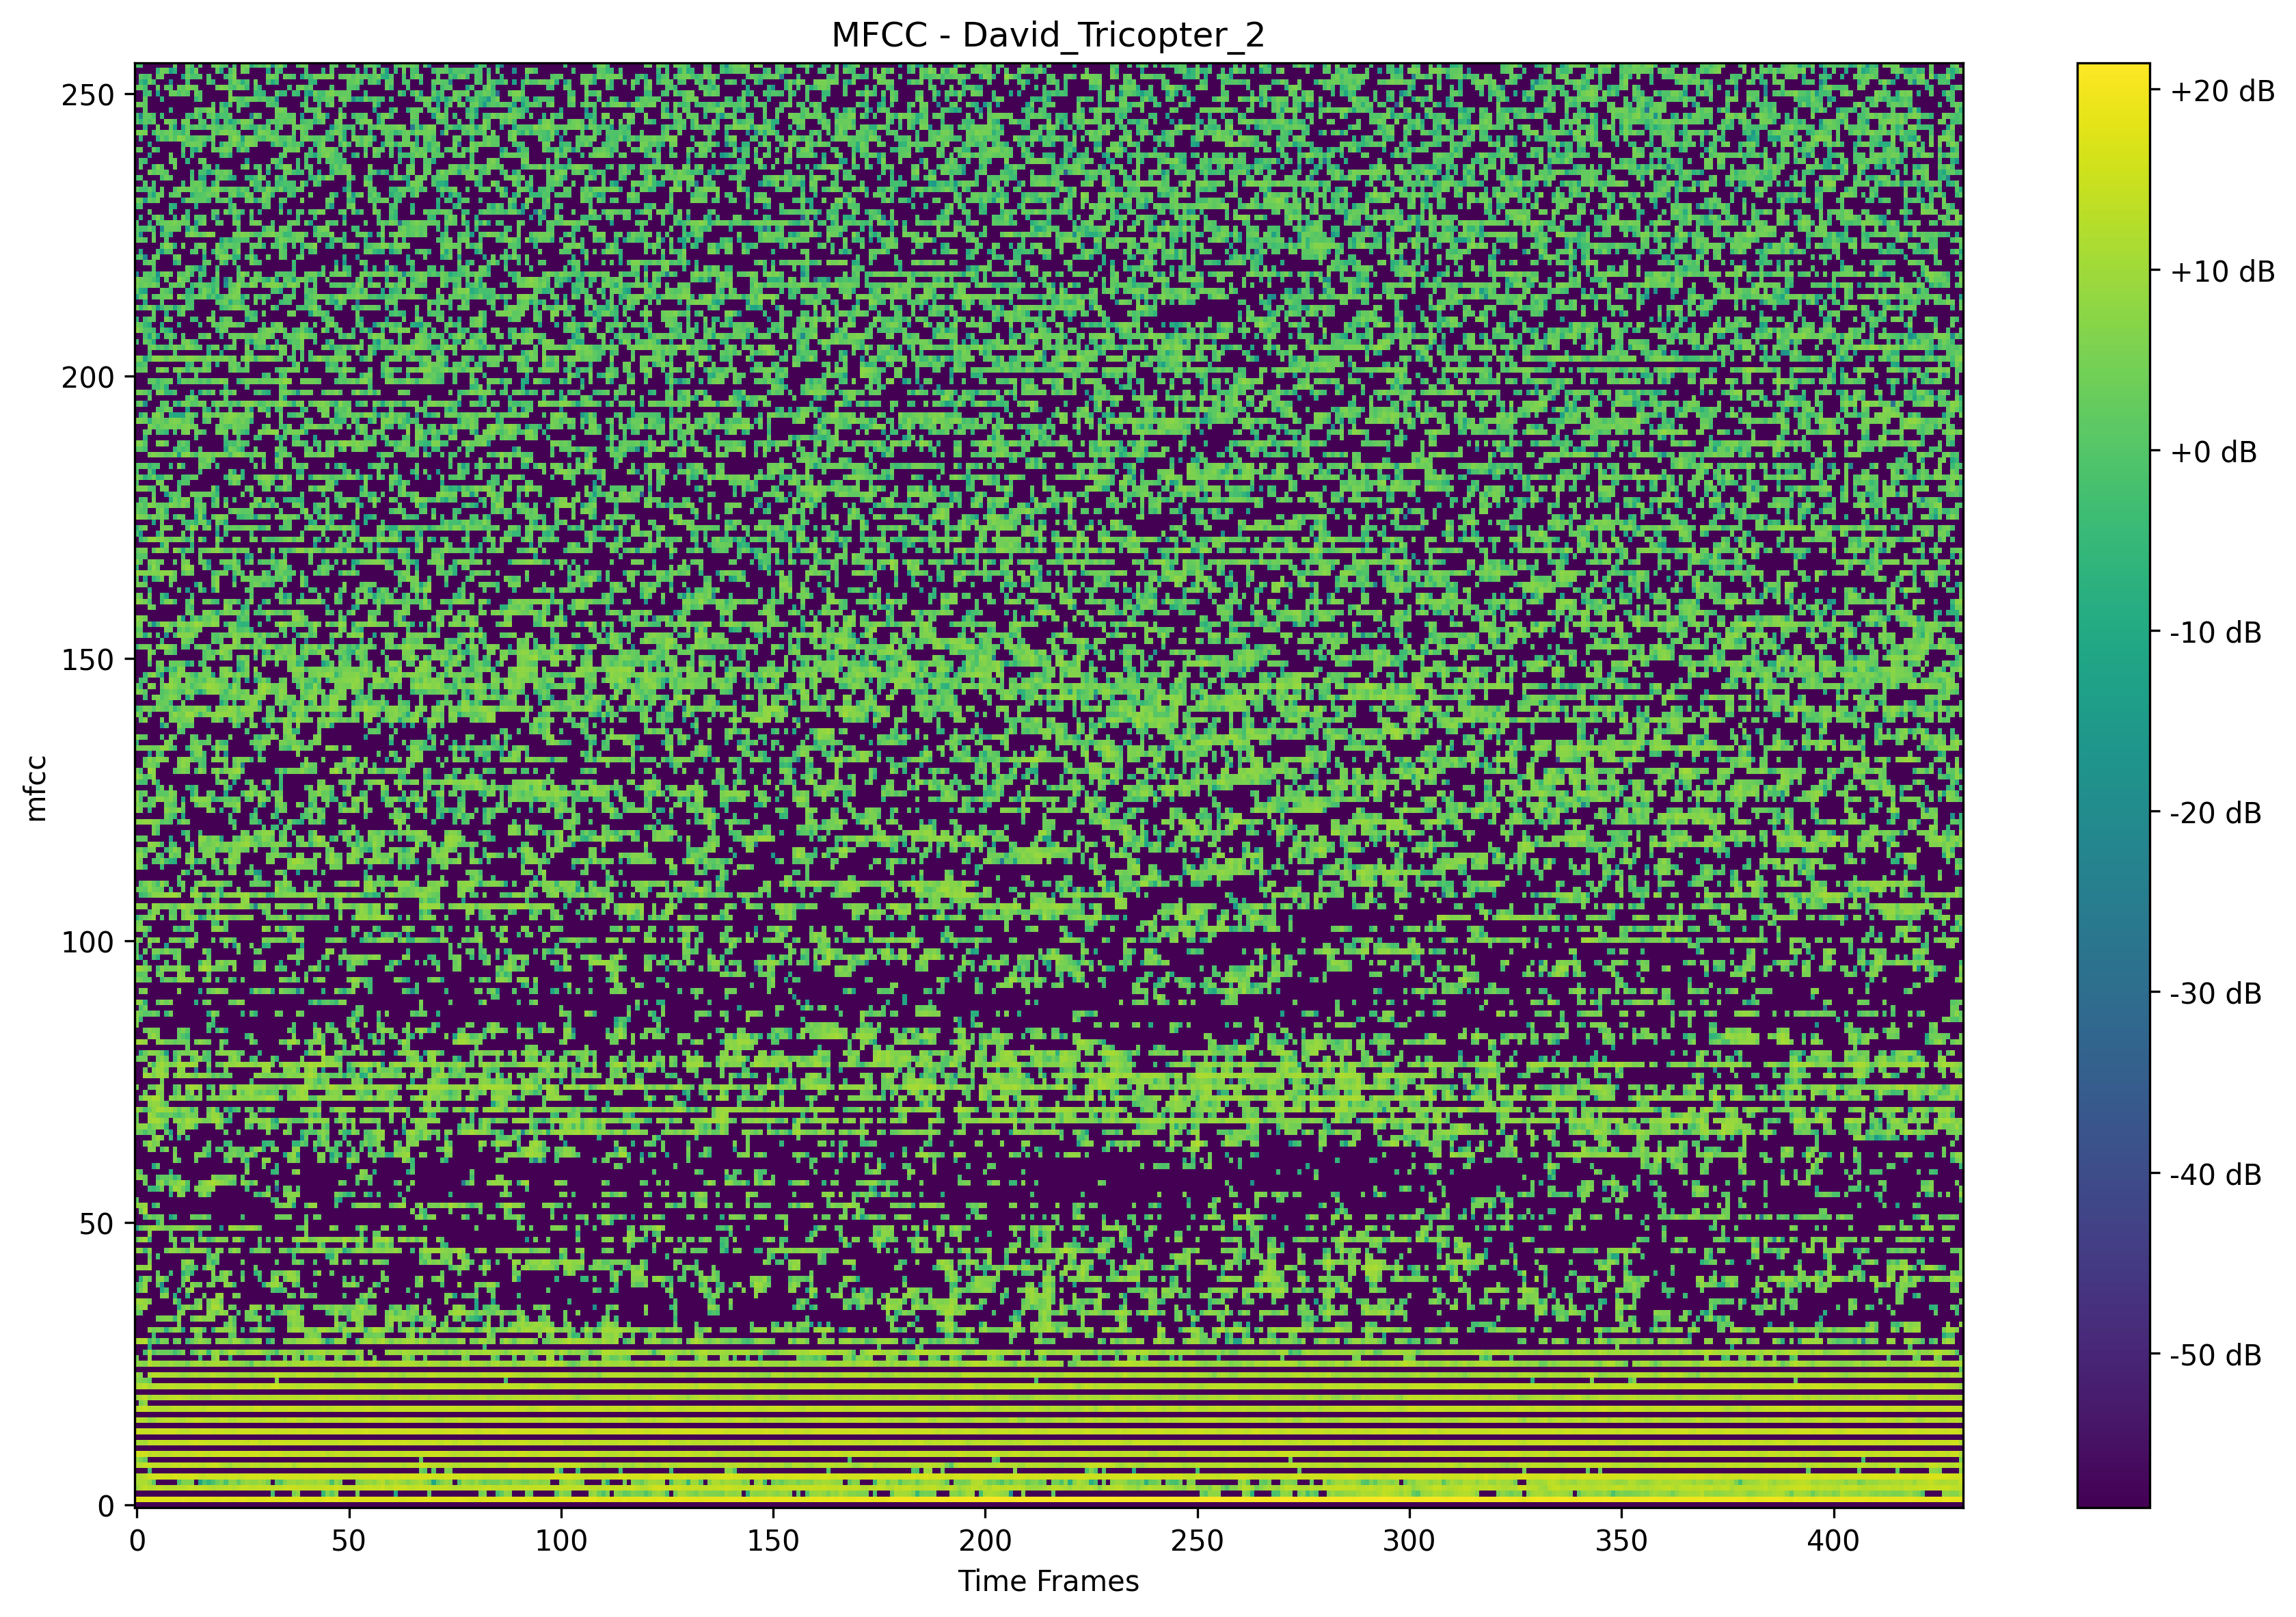 MFCC - David_Tricopter_2
mfcc
250
200
150
100
50
0
0 50 100 150 200 250 300 350 400
Time Frames
+20 dB
+10 dB
+0 dB
-10 dB
-20 dB
-30 dB
-40 dB
-50 dB